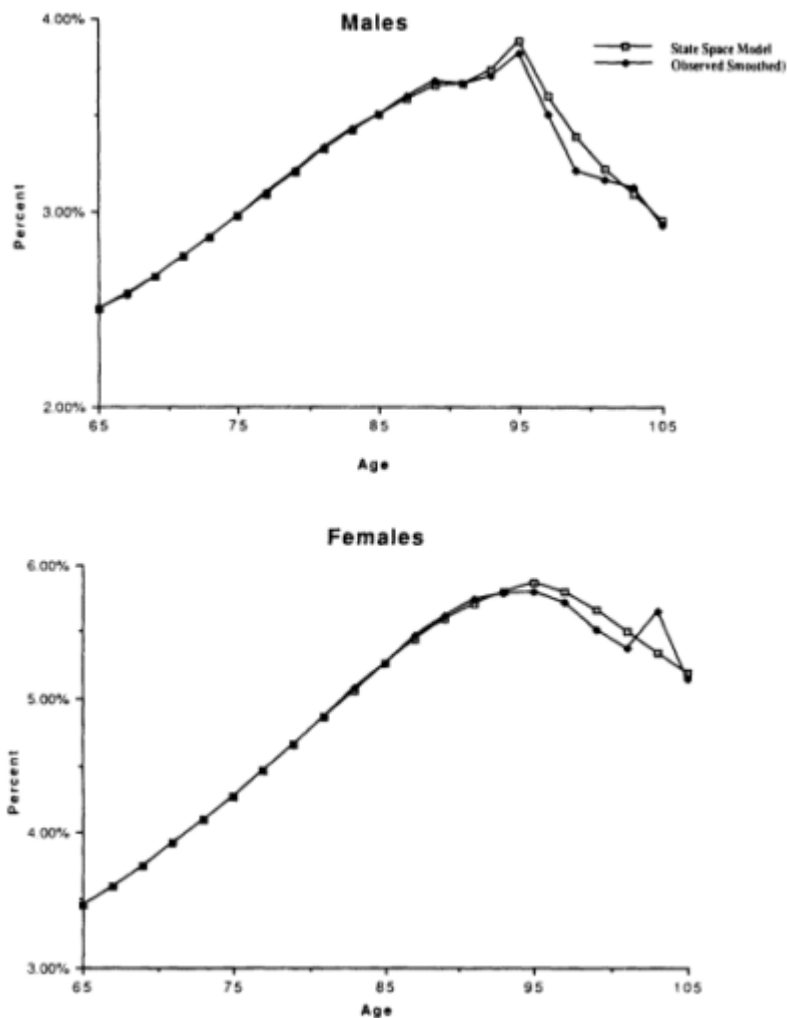 Males
State Space Model
Observed Smoothed)
4.00%
3.00%
2.00%
Percent
65 75 85 95 105
Age
Females
6.00%
5.00%
4.00%
3.00%
Percent
65 75 85 95 105
Age